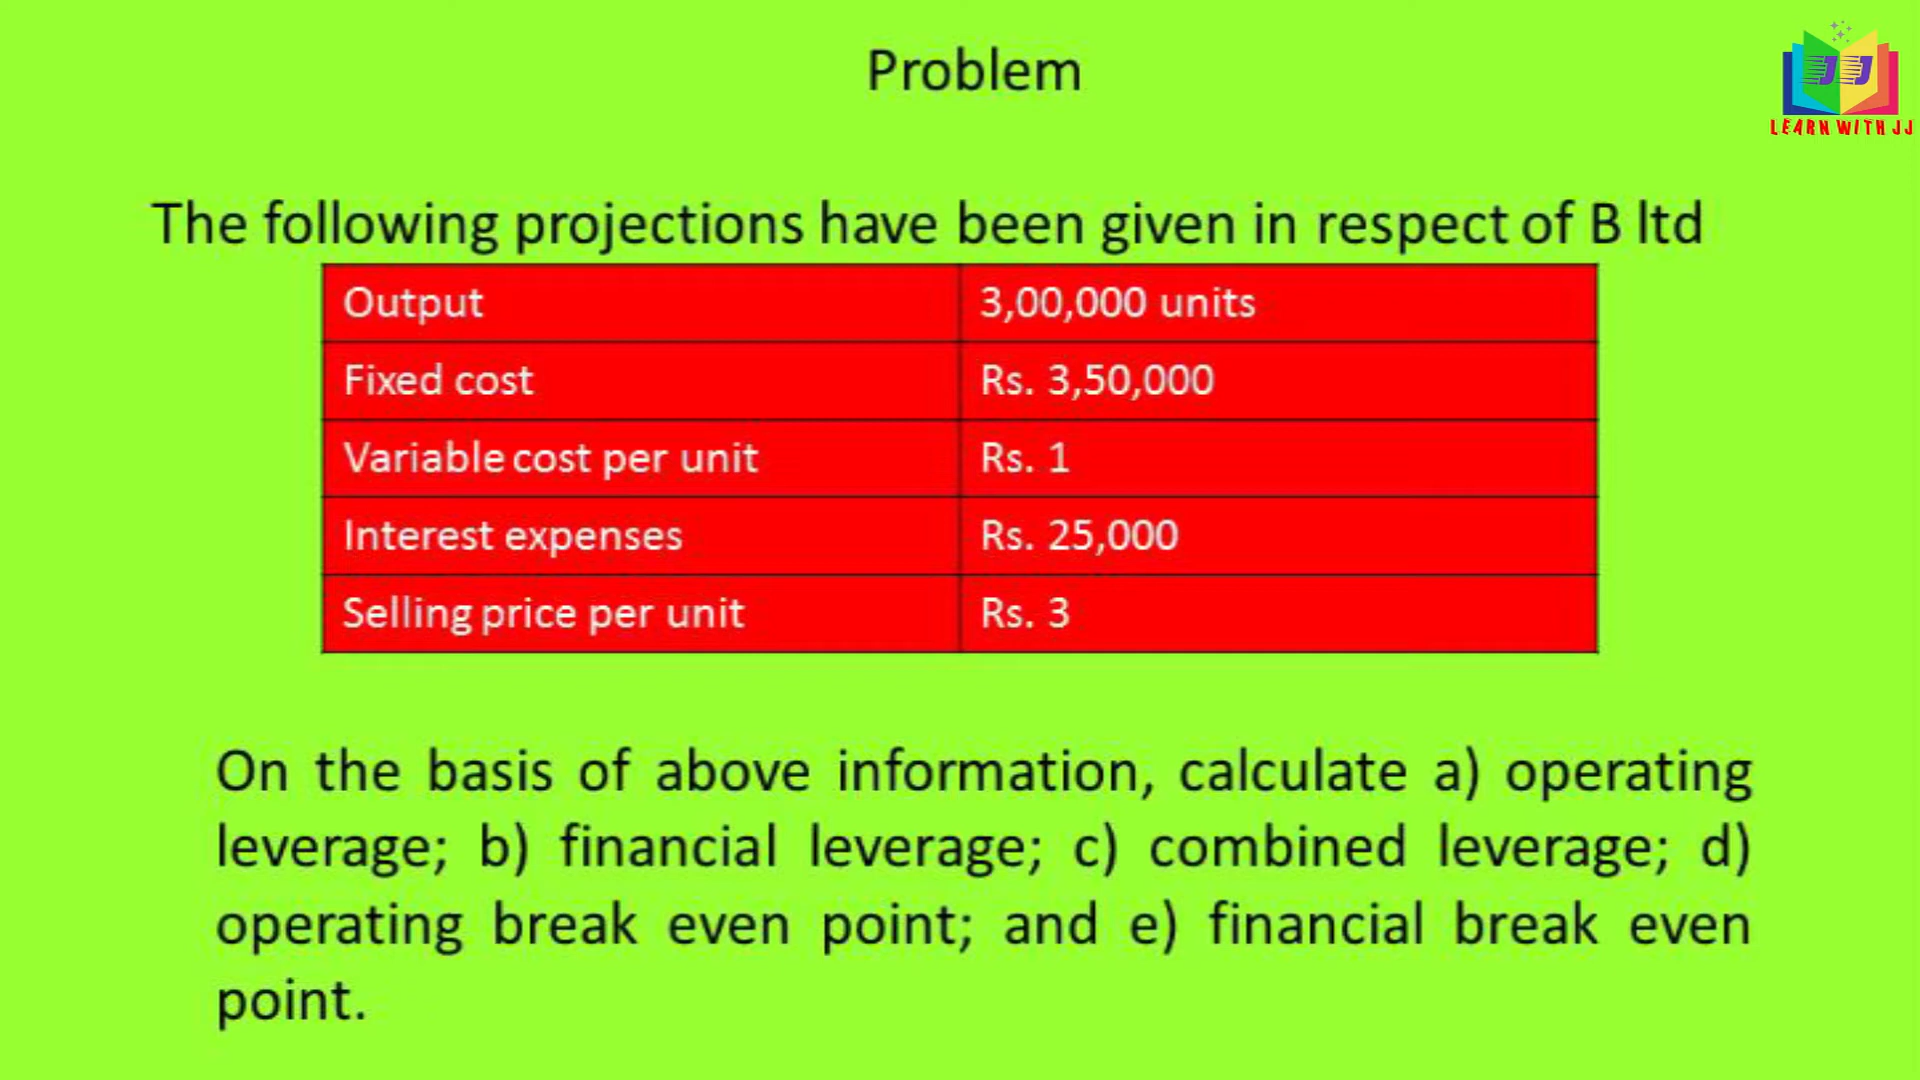 Problem
JJ
LEARN WITH JJ
The following projections have been given in respect of B ltd
Output 3,00,000 units
Fixed cost Rs. 3,50,000
Variable cost per unit Rs. 1
Interest expenses Rs. 25,000
Selling price per unit Rs. 3
On the basis of above information, calculate a) operating
leverage; b) financial leverage; c) combined leverage; d)
operating break even point; and e) financial break even
point.